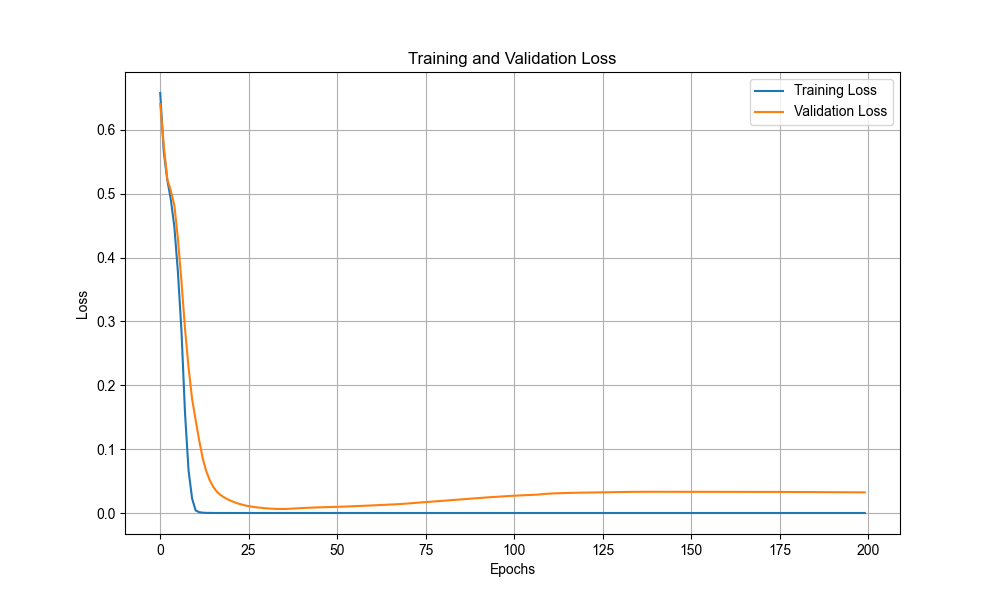 Training and Validation Loss
Training Loss
Validation Loss
0.6
0.5
0.4
0.3
0.2
0.1
0.0
Loss
0 25 50 75 100 125 150 175 200
Epochs